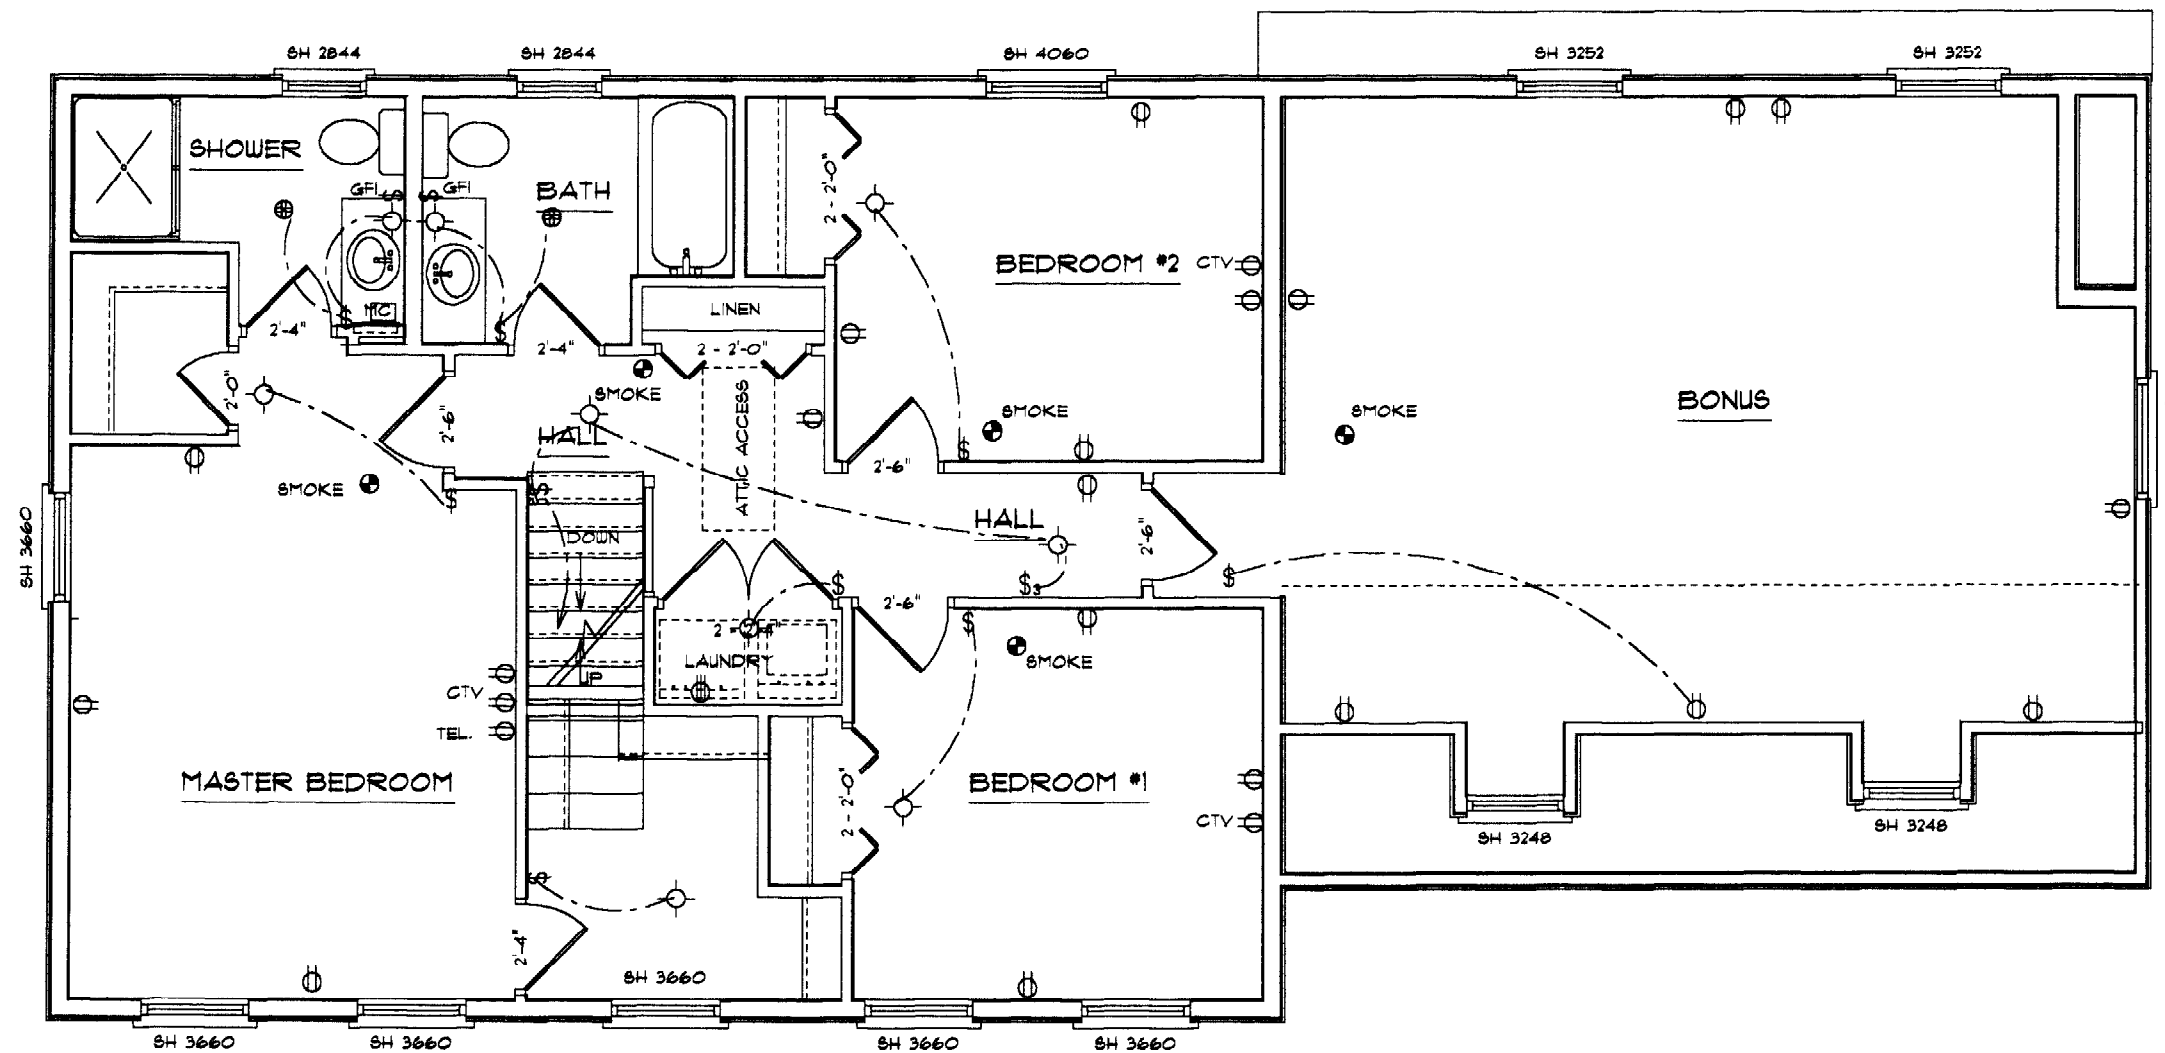 SH 2844
SH 2844
SH 4060
SH 3252
SH 3252
SHOWER
GFI
$
$
GFI
BATH
2 - 2'-0"
BEDROOM #2
CTV
LINEN
MC
$
$
2'-4"
2'-4"
2 - 2'-0"
SMOKE
2'-0"
2'-6"
HALL
ATTIC ACCESS
SMOKE
SMOKE
BONUS
$
2'-6"
SMOKE
$
$
SH 3660
DOWN
HALL
2'-6"
$
$
$3
2'-6"
$
2 - 2'-4"
LAUNDRY
SMOKE
UP
CTV
TEL.
MASTER BEDROOM
2 - 2'-0"
BEDROOM #1
CTV
SH 3248
SH 3248
$
2'-4"
SH 3660
SH 3660
SH 3660
SH 3660
SH 3660